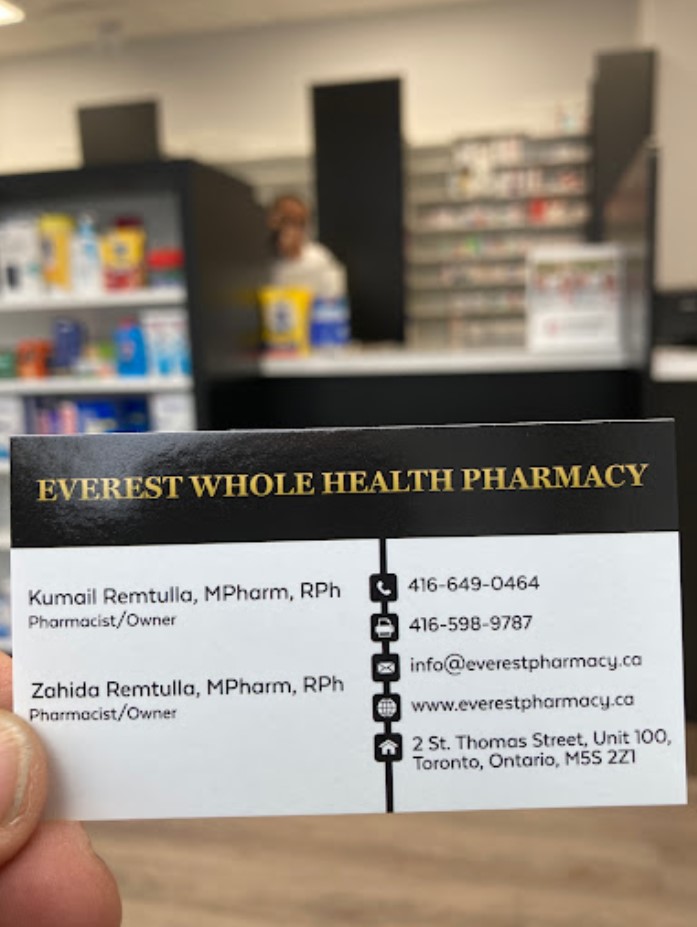 EVEREST WHOLE HEALTH PHARMACY
Kumail Remtulla, MPharm, RPh
Pharmacist/Owner
Zahida Remtulla, MPharm, RPh
Pharmacist/Owner
416-649-0464
416-598-9787
info@everestpharmacy.ca
www.everestpharmacy.ca
2 St. Thomas Street, Unit 100,
Toronto, Ontario, M5S 2Z1